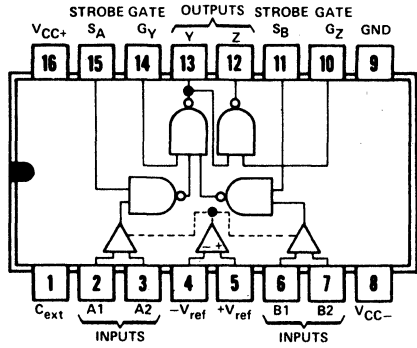 STROBE GATE OUTPUTS STROBE GATE
VCC+ SA GY Y Z SB GZ GND
16 15 14 13 12 11 10 9
− +
1 2 3 4 5 6 7 8
Cext A1 A2 −Vref +Vref B1 B2 VCC−
INPUTS INPUTS